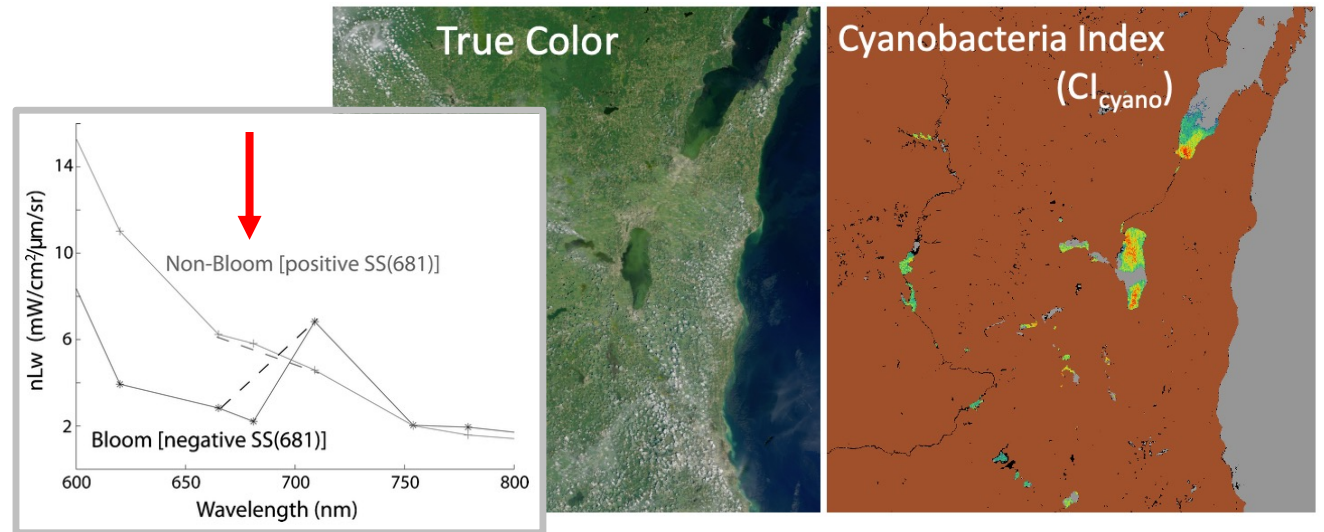 True Color
Cyanobacteria Index
(CIcyano)
14
10
6
2
nLw (mW/cm²/µm/sr)
Non-Bloom [positive SS(681)]
Bloom [negative SS(681)]
600
650
700
750
800
Wavelength (nm)